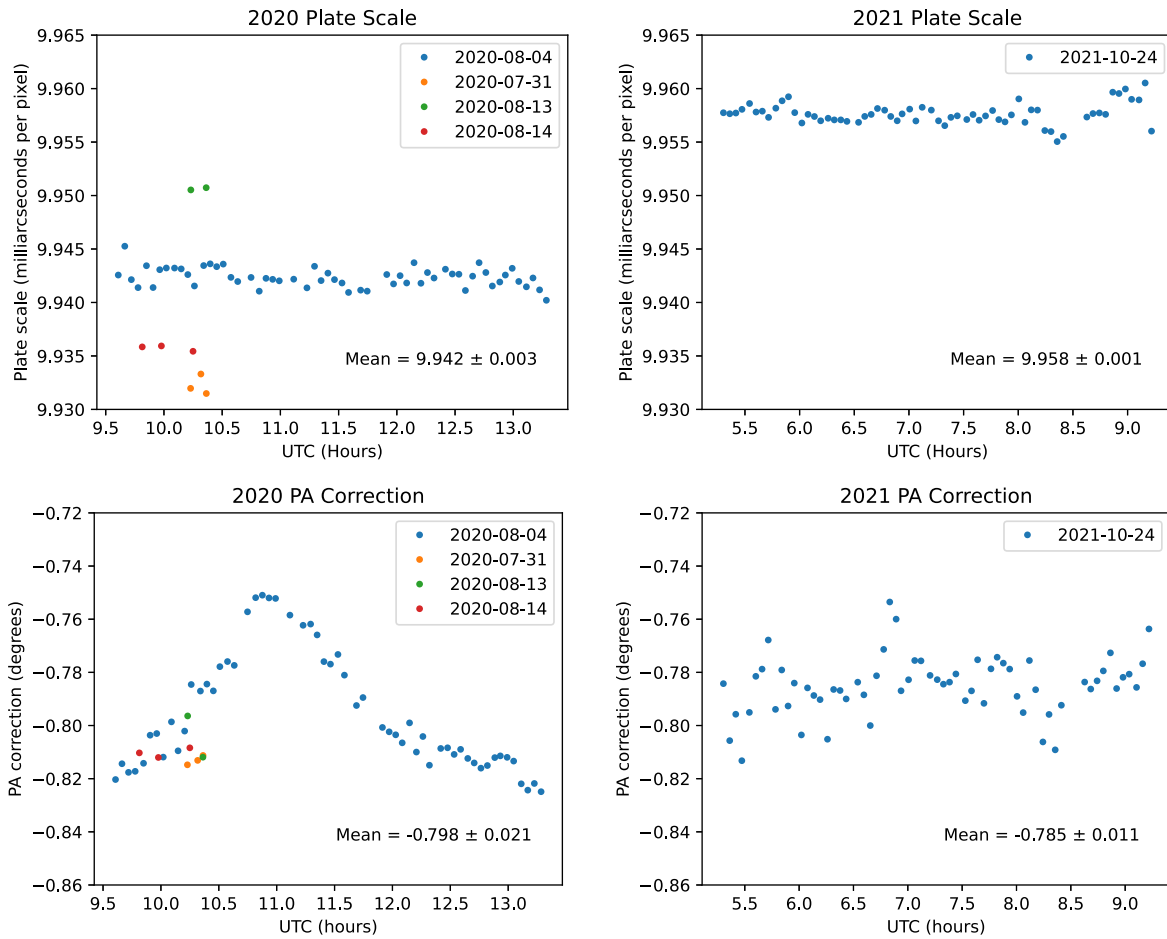 2020 Plate Scale
9.965
9.960
9.955
9.950
9.945
9.940
9.935
9.930
Plate scale (milliarcseconds per pixel)
2020-08-04
2020-07-31
2020-08-13
2020-08-14
Mean = 9.942 ± 0.003
9.5 10.0 10.5 11.0 11.5 12.0 12.5 13.0
UTC (Hours)
2021 Plate Scale
9.965
9.960
9.955
9.950
9.945
9.940
9.935
9.930
Plate scale (milliarcseconds per pixel)
2021-10-24
Mean = 9.958 ± 0.001
5.5 6.0 6.5 7.0 7.5 8.0 8.5 9.0
UTC (Hours)
2020 PA Correction
−0.72
−0.74
−0.76
−0.78
−0.80
−0.82
−0.84
−0.86
PA correction (degrees)
2020-08-04
2020-07-31
2020-08-13
2020-08-14
Mean = -0.798 ± 0.021
9.5 10.0 10.5 11.0 11.5 12.0 12.5 13.0
UTC (hours)
2021 PA Correction
−0.72
−0.74
−0.76
−0.78
−0.80
−0.82
−0.84
−0.86
PA correction (degrees)
2021-10-24
Mean = -0.785 ± 0.011
5.5 6.0 6.5 7.0 7.5 8.0 8.5 9.0
UTC (hours)